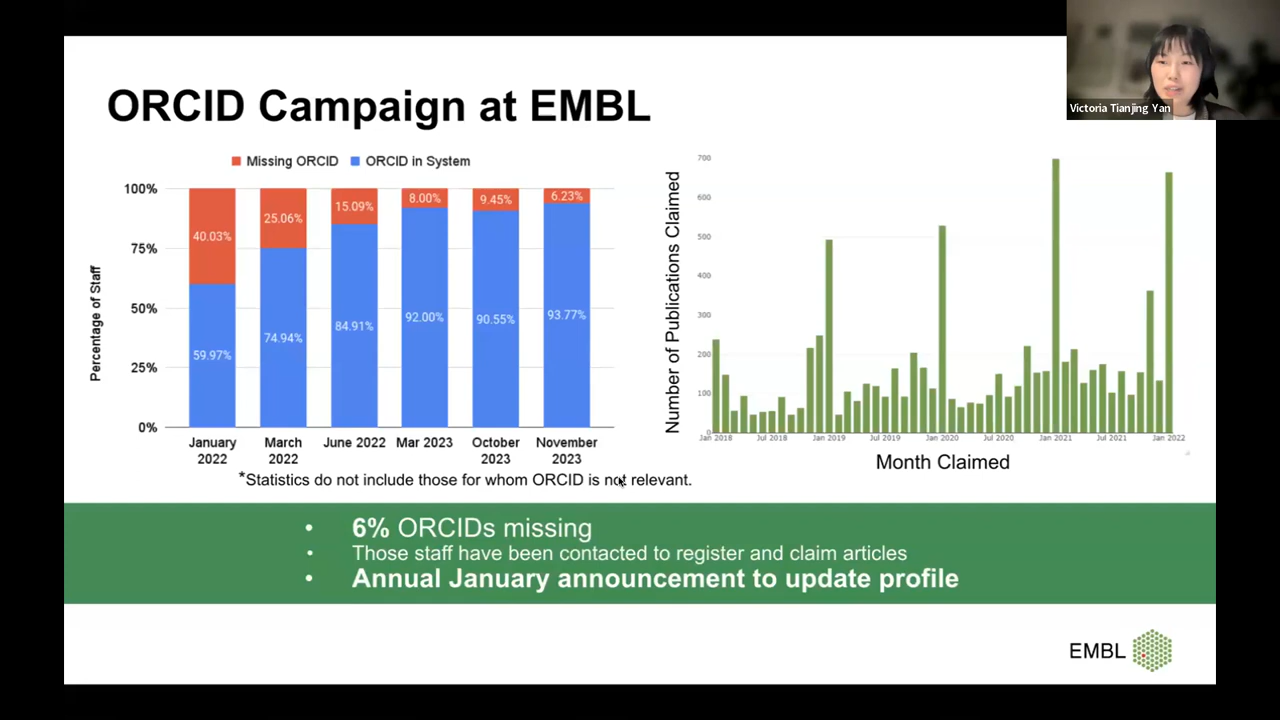 Victoria Tianjing Yan
ORCID Campaign at EMBL
Missing ORCID
ORCID in System
Percentage of Staff
100%
75%
50%
25%
0%
40.03%
25.06%
15.09%
8.00%
9.45%
6.23%
59.97%
74.94%
84.91%
92.00%
90.55%
93.77%
January 2022
March 2022
June 2022
Mar 2023
October 2023
November 2023
*Statistics do not include those for whom ORCID is not relevant.
Number of Publications Claimed
700
600
500
400
300
200
100
0
Jan 2018
Jul 2018
Jan 2019
Jul 2019
Jan 2020
Jul 2020
Jan 2021
Jul 2021
Jan 2022
Month Claimed
• 6% ORCIDs missing
• Those staff have been contacted to register and claim articles
• Annual January announcement to update profile
EMBL